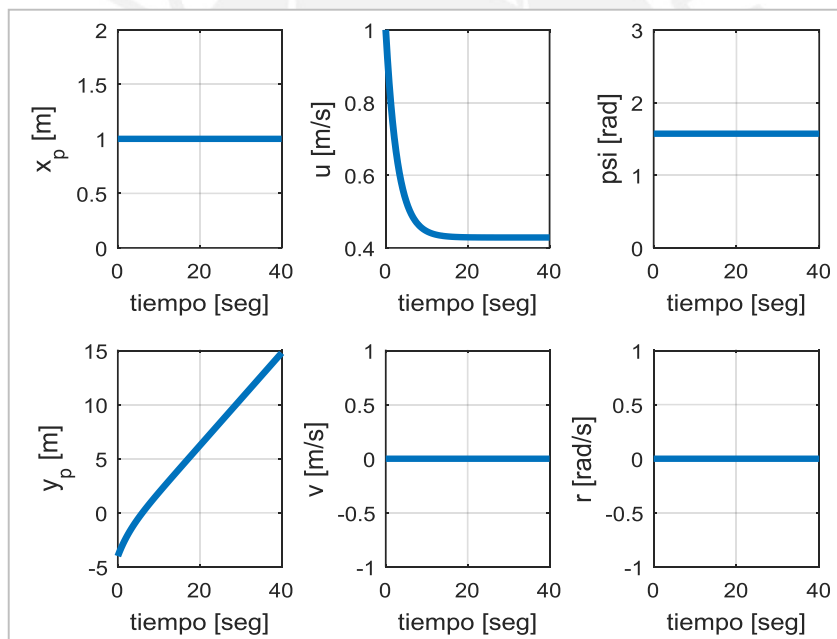 x_p [m]
2
1.5
1
0.5
0
0 20 40
tiempo [seg]
u [m/s]
1
0.8
0.6
0.4
0 20 40
tiempo [seg]
psi [rad]
3
2
1
0
0 20 40
tiempo [seg]
y_p [m]
15
10
5
0
-5
0 20 40
tiempo [seg]
v [m/s]
1
0.5
0
-0.5
-1
0 20 40
tiempo [seg]
r [rad/s]
1
0.5
0
-0.5
-1
0 20 40
tiempo [seg]